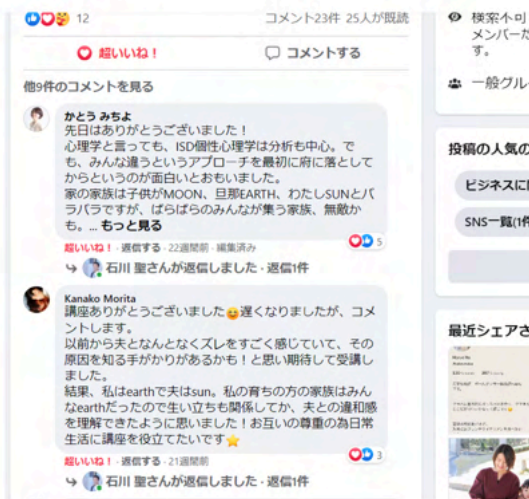 12
コメント23件 25人が既読
超いいね！
コメントする
他9件のコメントを見る
かとう みちよ
先日はありがとうございました！
心理学と言っても、ISD個性心理学は分析も中心。で
も、みんな違うというアプローチを最初に府に落として
からというのが面白いとおもいました。
家の家族は子供がMOON、旦那EARTH、わたしSUNとバ
ラバラですが、ばらばらのみんなが集う家族、無敵か
も。... もっと見る
超いいね！・返信する・22週間前・編集済み
5
石川 聖さんが返信しました・返信1件
Kanako Morita
講座ありがとうございました😆遅くなりましたが、コメ
ントします。
以前から夫となんとなくズレをすごく感じていて、その
原因を知る手がかりがあるかも！と思い期待して受講し
ました。
結果、私はearthで夫はsun。私の育ちの方の家族はみん
なearthだったので生い立ちも関係してか、夫との違和感
を理解できたように思いました！お互いの尊重の為日常
生活に講座を役立てたいです⭐
超いいね！・返信する・21週間前
3
石川 聖さんが返信しました・返信1件
検索不可
メンバーだ
す。
一般グル
投稿の人気の
ビジネスに
SNS一覧(1件
最近シェアさ